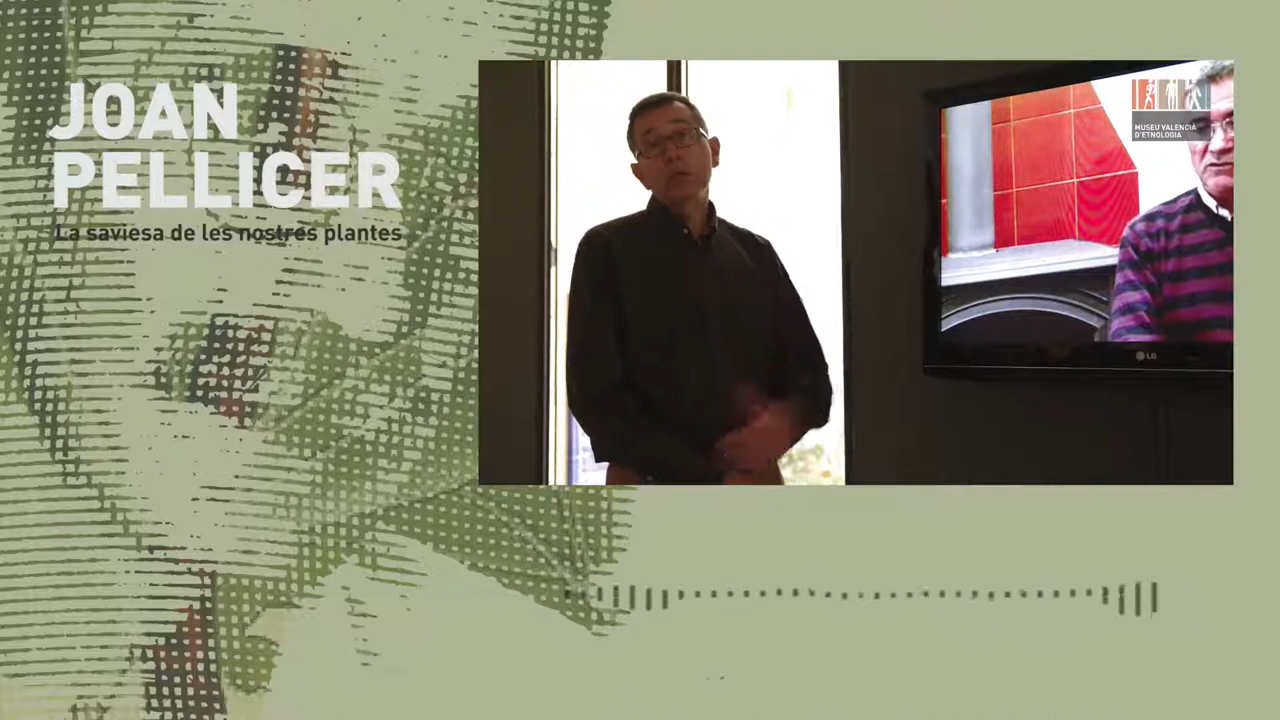 JOAN
PELLICER
La saviesa de les nostres plantes
MUSEU VALENCIÀ
D'ETNOLOGIA
LG